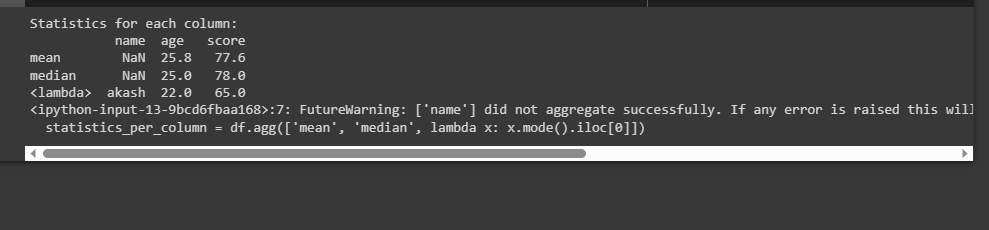 Statistics for each column:
name age score
mean NaN 25.8 77.6
median NaN 25.0 78.0
<lambda> akash 22.0 65.0
<ipython-input-13-9bcd6fbaa168>:7: FutureWarning: ['name'] did not aggregate successfully. If any error is raised this will
statistics_per_column = df.agg(['mean', 'median', lambda x: x.mode().iloc[0]])